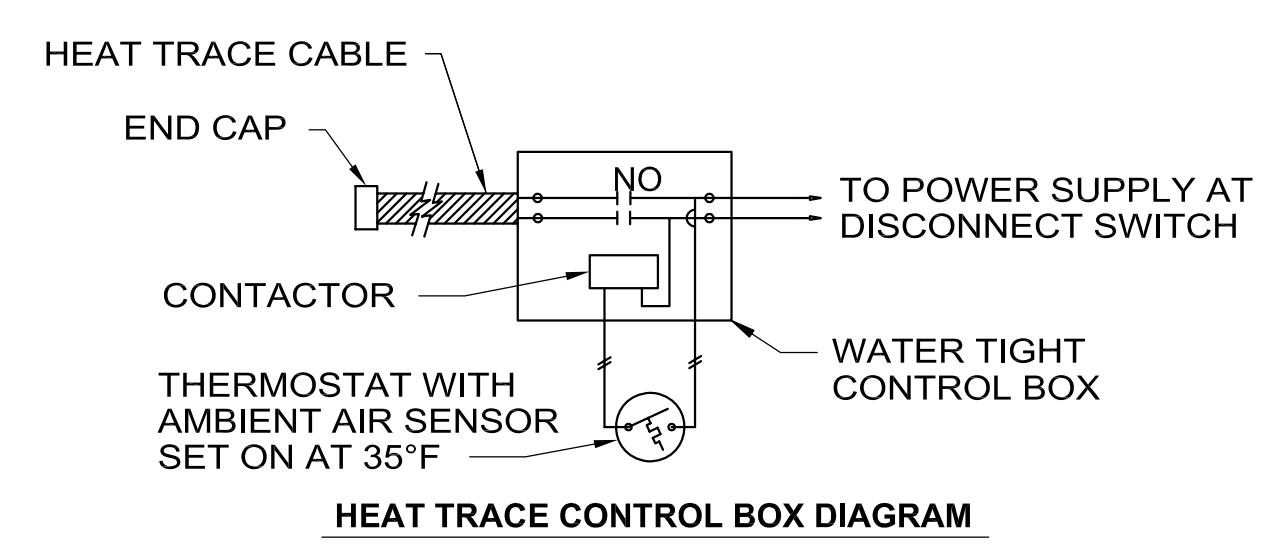 HEAT TRACE CABLE
END CAP
NO
TO POWER SUPPLY AT
DISCONNECT SWITCH
CONTACTOR
WATER TIGHT
CONTROL BOX
THERMOSTAT WITH
AMBIENT AIR SENSOR
SET ON AT 35°F
HEAT TRACE CONTROL BOX DIAGRAM